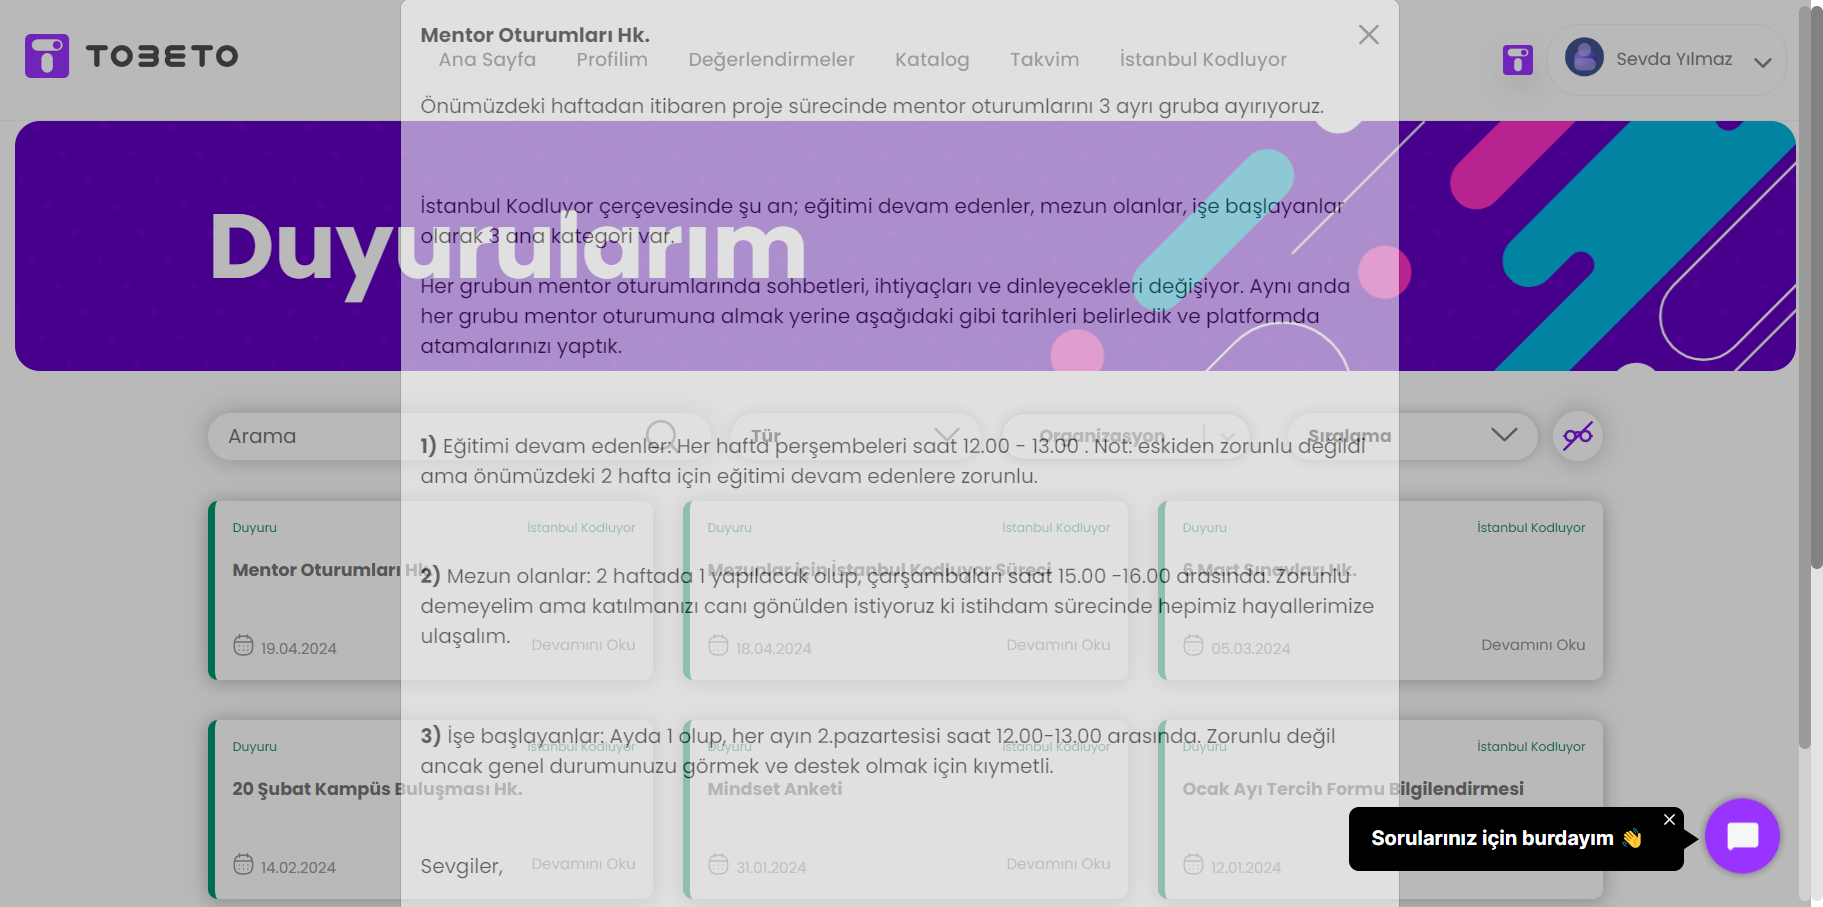 TOBETO
Ana Sayfa
Profilim
Değerlendirmeler
Katalog
Takvim
İstanbul Kodluyor
Sevda Yılmaz
Duyurularım
Mentor Oturumları Hk.
Önümüzdeki haftadan itibaren proje sürecinde mentor oturumlarını 3 ayrı gruba ayırıyoruz.
İstanbul Kodluyor çerçevesinde şu an; eğitimi devam edenler, mezun olanlar, işe başlayanlar
olarak 3 ana kategori var.
Her grubun mentor oturumlarında sohbetleri, ihtiyaçları ve dinleyecekleri değişiyor. Aynı anda
her grubu mentor oturumuna almak yerine aşağıdaki gibi tarihleri belirledik ve platformda
atamalarınızı yaptık.
1) Eğitimi devam edenler: Her hafta perşembeleri saat 12.00 - 13.00 . Not: eskiden zorunlu değildi
ama önümüzdeki 2 hafta için eğitimi devam edenlere zorunlu.
2) Mezun olanlar: 2 haftada 1 yapılacak olup, çarşambaları saat 15.00 -16.00 arasında. Zorunlu
demeyelim ama katılmanızı canı gönülden istiyoruz ki istihdam sürecinde hepimiz hayallerimize
ulaşalım.
3) İşe başlayanlar: Ayda 1 olup, her ayın 2.pazartesisi saat 12.00-13.00 arasında. Zorunlu değil
ancak genel durumunuzu görmek ve destek olmak için kıymetli.
Sevgiler,
Arama
Tür
Organizasyon
Sıralama
Duyuru
İstanbul Kodluyor
Mentor Oturumları Hk.
19.04.2024
Devamını Oku
Duyuru
İstanbul Kodluyor
Mezunlar için İstanbul Kodluyor Süreci
18.04.2024
Devamını Oku
Duyuru
İstanbul Kodluyor
6 Mart Sınavları Hk.
05.03.2024
Devamını Oku
Duyuru
İstanbul Kodluyor
20 Şubat Kampüs Buluşması Hk.
14.02.2024
Devamını Oku
Duyuru
İstanbul Kodluyor
Mindset Anketi
31.01.2024
Devamını Oku
Duyuru
İstanbul Kodluyor
Ocak Ayı Tercih Formu Bilgilendirmesi
12.01.2024
Sorularınız için burdayım 👋